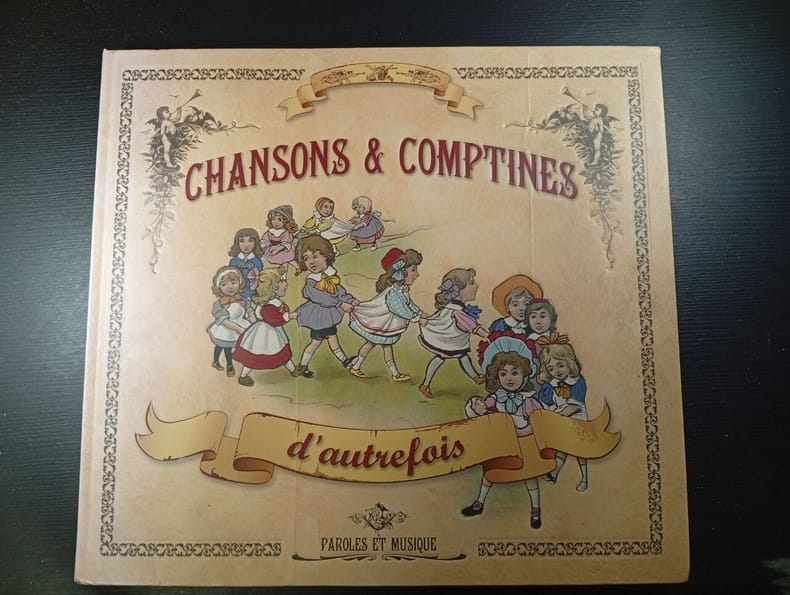 CHANSONS & COMPTINES
d'autrefois
PAROLES ET MUSIQUE